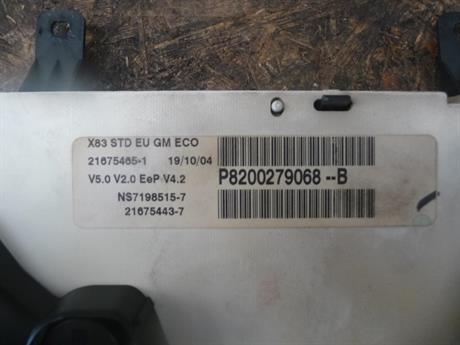 X83 STD EU GM ECO
21675465-1 19/10/04
V5.0 V2.0 EeP V4.2
P8200279068--B
NS7198515-7
21675443-7